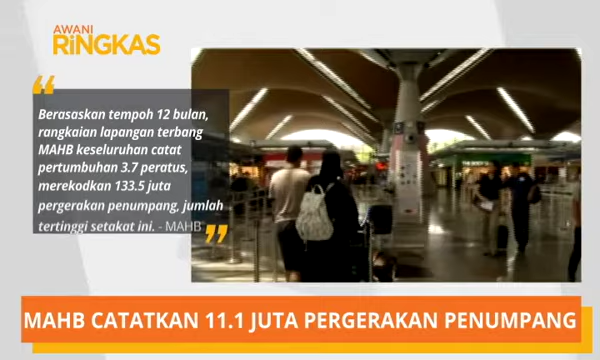 AWANI
RiNGKAS
Berasaskan tempoh 12 bulan,
rangkaian lapangan terbang
MAHB keseluruhan catat
pertumbuhan 3.7 peratus,
merekodkan 133.5 juta
pergerakan penumpang, jumlah
tertinggi setakat ini. - MAHB
MAHB CATATKAN 11.1 JUTA PERGERAKAN PENUMPANG